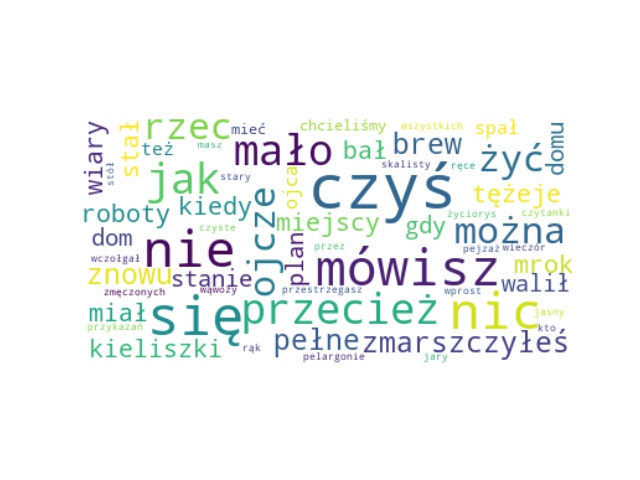 rzec
mieć
chcieliśmy
wszystkich
spał
wiary
stał
też
masz
mało
bał
brew
skalisty
żyć
domu
stół
jak
stary
ojca
czyś
ręce
tężeje
roboty
kiedy
ojcze
miejscy
gdy
życiorys
czytanki
dom
nie
czyste
plan
przez
można
pejzaż
wieczór
wczołgał
znowu
stanie
mówisz
mrok
walił
zmęczonych
wąwozy
przestrzegasz
wprost
miał
się
przecież
nic
jasny
przykazań
pełne
zmarszczyłeś
kto
kieliszki
rąk
pelargonie
jary